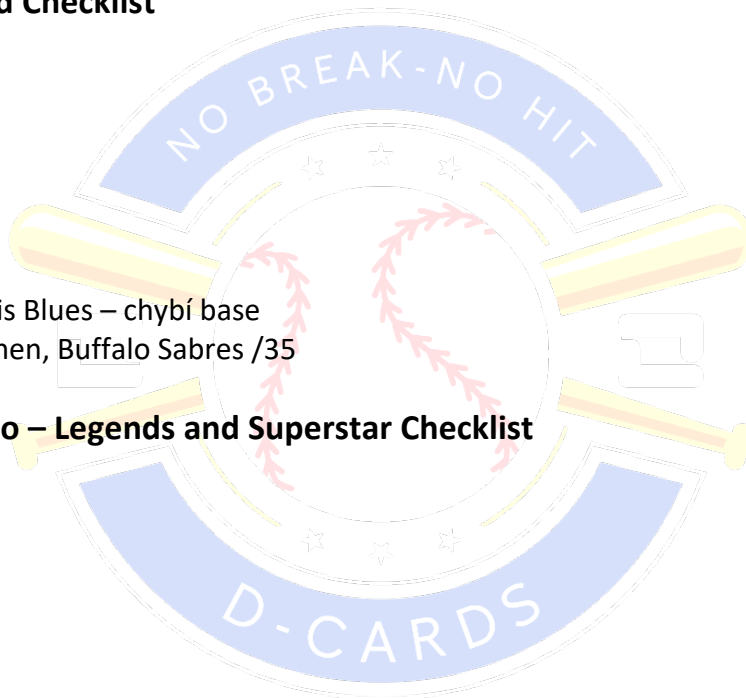 d Checklist
NO BREAK-NO HIT
is Blues – chybí base
nen, Buffalo Sabres /35
o – Legends and Superstar Checklist
D-CARDS